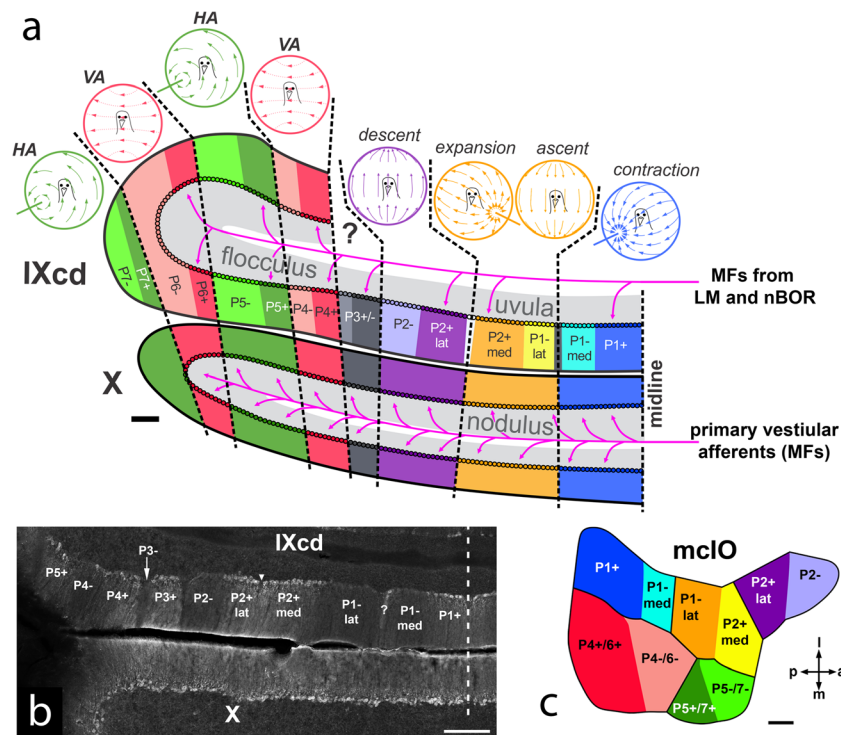 a
HA
VA
HA
VA
HA
descent
expansion
ascent
contraction
?
IXcd
flocculus
uvula
MFs from
LM and nBOR
P7-
P7+
P6-
P6+
P5-
P5+
P4-
P4+
P3+/-
P2-
P2+
lat
P2+
med
P1-
lat
P1-
med
P1+
X
nodulus
midline
primary vestiular
afferents (MFs)
b
IXcd
P5+
P4-
P4+
P3-
P3+
P2-
P2+
lat
P2+
med
P1-
lat
?
P1-
med
P1+
X
c
mcIO
P1+
P1-
med
P1-
lat
P2+
med
P2+
lat
P2-
P4+/6+
P4-/6-
P5-/7-
P5+/7+
l
p
a
m